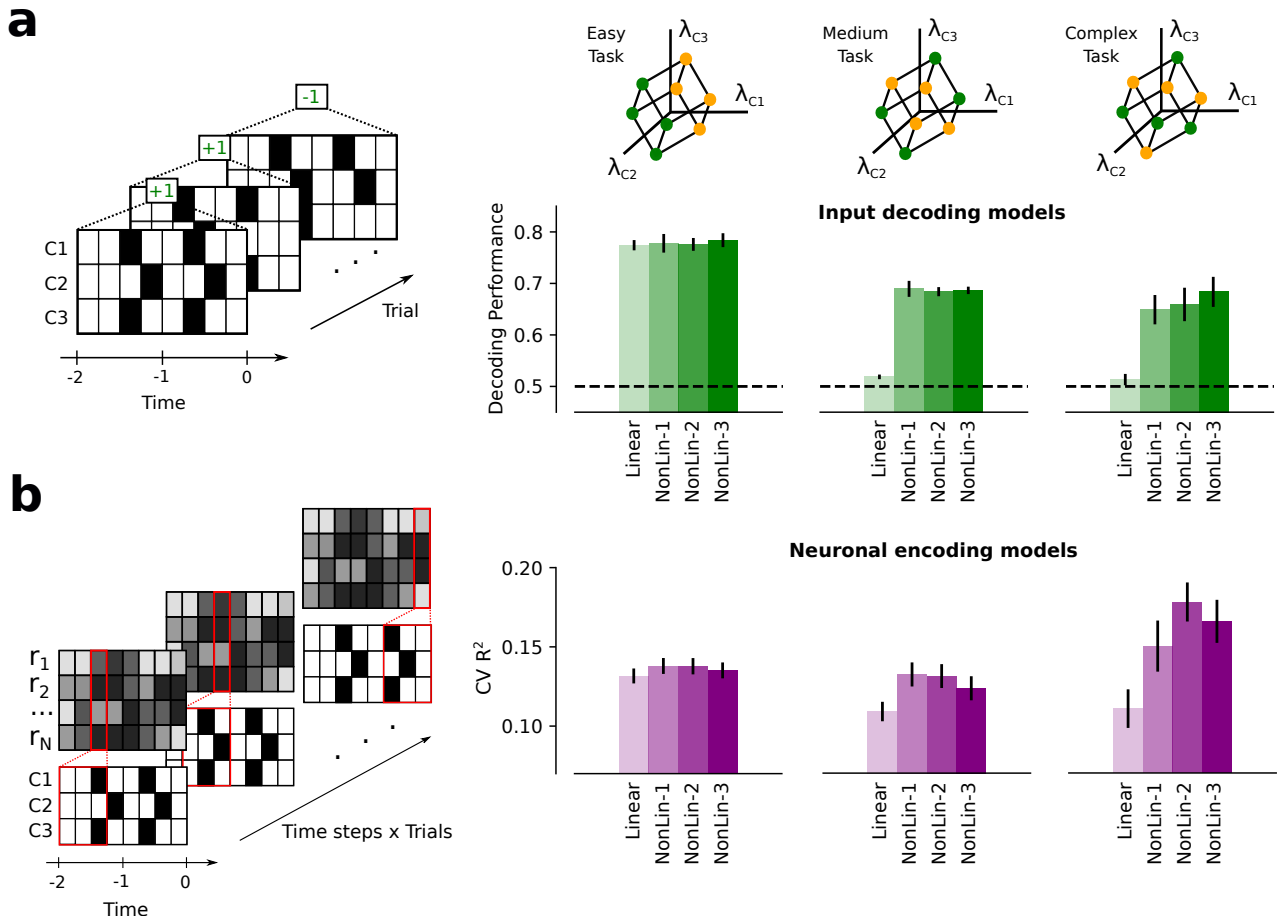 a
-1
+1
+1
C1
C2
C3
-2
-1
0
Time
Trial
Easy
Task
λC3
λC1
λC2
Medium
Task
λC3
λC1
λC2
Complex
Task
λC3
λC1
λC2
Input decoding models
Decoding Performance
0.8
0.7
0.6
0.5
Linear
NonLin-1
NonLin-2
NonLin-3
Linear
NonLin-1
NonLin-2
NonLin-3
Linear
NonLin-1
NonLin-2
NonLin-3
b
r1
r2
...
rN
C1
C2
C3
-2
-1
0
Time
Time steps x Trials
Neuronal encoding models
CV R²
0.20
0.15
0.10
Linear
NonLin-1
NonLin-2
NonLin-3
Linear
NonLin-1
NonLin-2
NonLin-3
Linear
NonLin-1
NonLin-2
NonLin-3